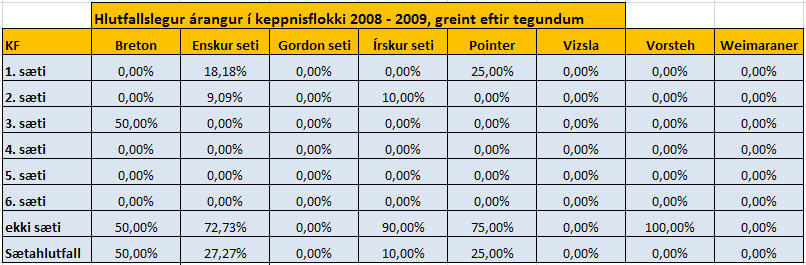 Hlutfallslegur árangur í keppnisflokki 2008 - 2009, greint eftir tegundum
KF Breton Enskur seti Gordon seti Írskur seti Pointer Vizsla Vorsteh Weimaraner
1. sæti 0,00% 18,18% 0,00% 0,00% 25,00% 0,00% 0,00% 0,00%
2. sæti 0,00% 9,09% 0,00% 10,00% 0,00% 0,00% 0,00% 0,00%
3. sæti 50,00% 0,00% 0,00% 0,00% 0,00% 0,00% 0,00% 0,00%
4. sæti 0,00% 0,00% 0,00% 0,00% 0,00% 0,00% 0,00% 0,00%
5. sæti 0,00% 0,00% 0,00% 0,00% 0,00% 0,00% 0,00% 0,00%
6. sæti 0,00% 0,00% 0,00% 0,00% 0,00% 0,00% 0,00% 0,00%
ekki sæti 50,00% 72,73% 0,00% 90,00% 75,00% 0,00% 100,00% 0,00%
Sætahlutfall 50,00% 27,27% 0,00% 10,00% 25,00% 0,00% 0,00% 0,00%